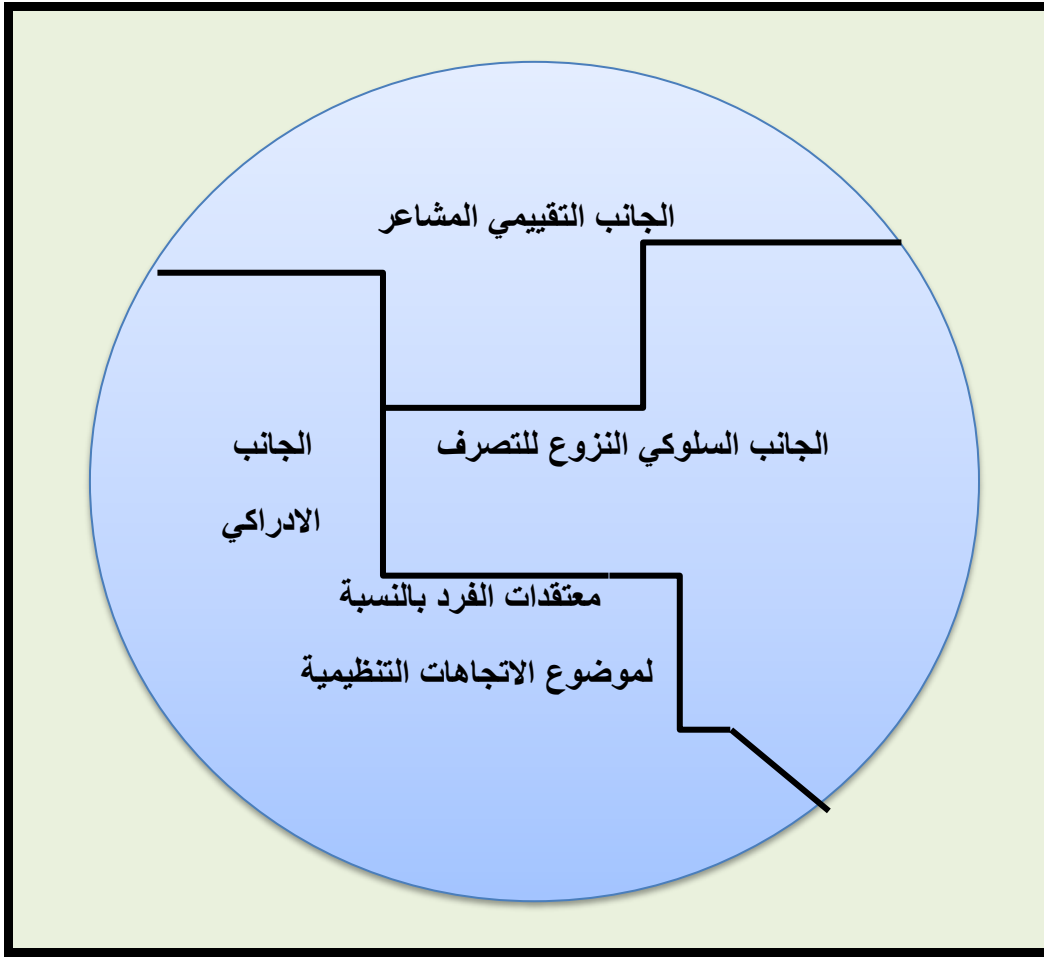 الجانب التقييمي المشاعر
الجانب السلوكي النزوع للتصرف
الجانب
الادراكي
معتقدات الفرد بالنسبة
لموضوع الاتجاهات التنظيمية